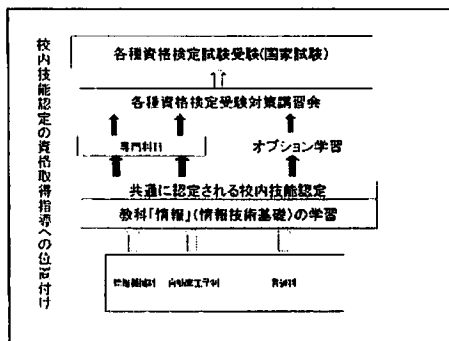 校内技能認定の資格取得指導への位置付け
各種資格検定試験受験(国家試験)
各種資格検定受験対策講習会
専門科目
オプション学習
共通に認定される校内技能認定
教科「情報」(情報技術基礎)の学習